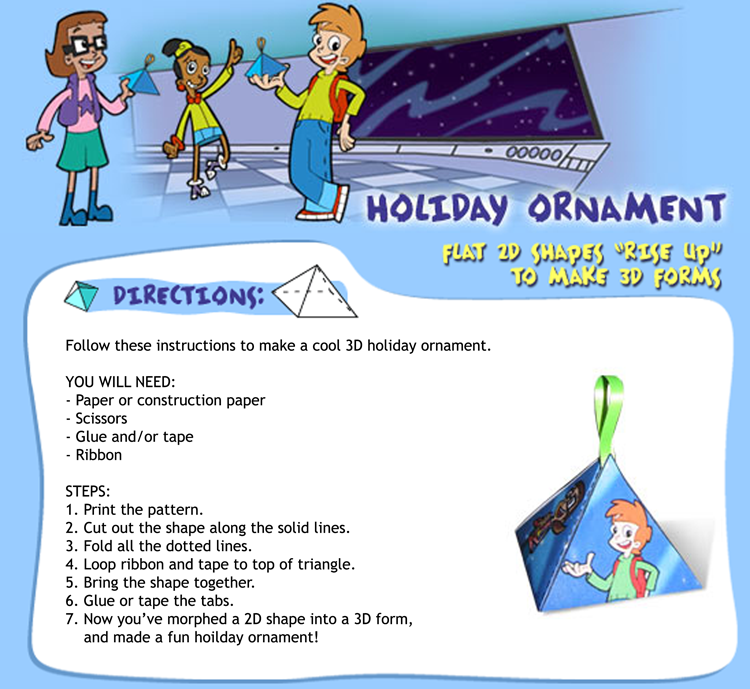 HOLIDAY ORNAMENT
FLAT 2D SHAPES "RISE UP"
TO MAKE 3D FORMS
DIRECTIONS:
Follow these instructions to make a cool 3D holiday ornament.
YOU WILL NEED:
- Paper or construction paper
- Scissors
- Glue and/or tape
- Ribbon
STEPS:
1. Print the pattern.
2. Cut out the shape along the solid lines.
3. Fold all the dotted lines.
4. Loop ribbon and tape to top of triangle.
5. Bring the shape together.
6. Glue or tape the tabs.
7. Now you've morphed a 2D shape into a 3D form,
and made a fun hoilday ornament!